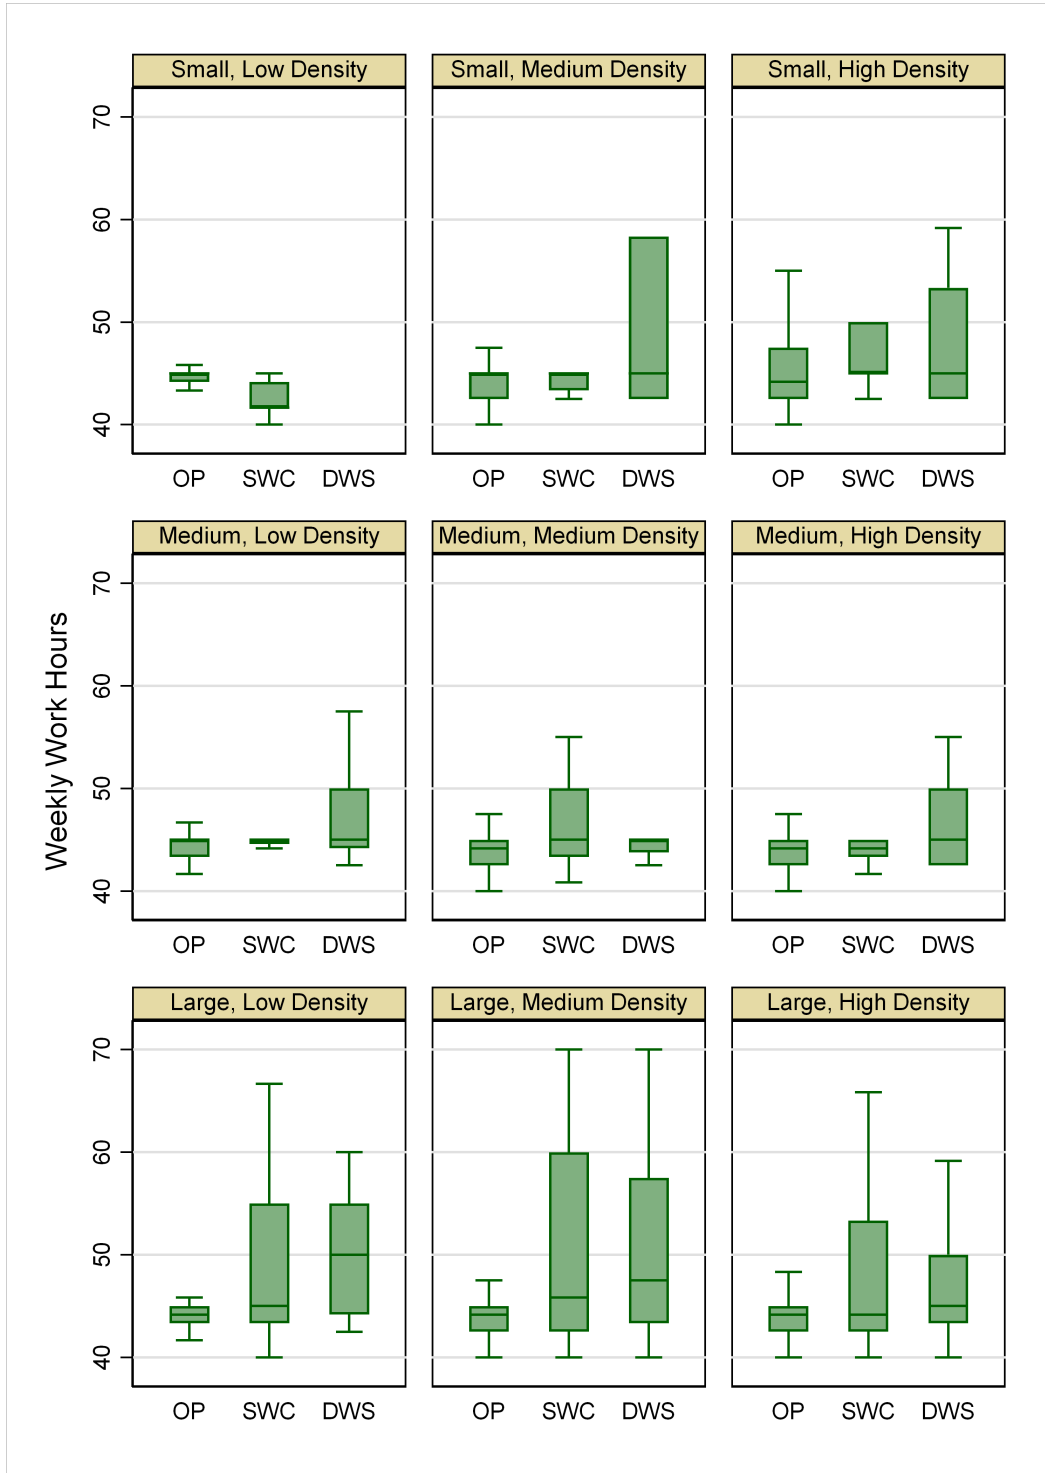 Small, Low Density
Small, Medium Density
Small, High Density
70
60
50
40
OP SWC DWS
OP SWC DWS
OP SWC DWS
Medium, Low Density
Medium, Medium Density
Medium, High Density
Weekly Work Hours
70
60
50
40
OP SWC DWS
OP SWC DWS
OP SWC DWS
Large, Low Density
Large, Medium Density
Large, High Density
70
60
50
40
OP SWC DWS
OP SWC DWS
OP SWC DWS